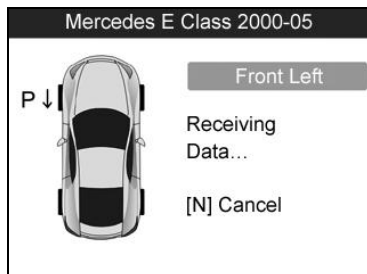 Mercedes E Class 2000-05
Front Left
P ↓
Receiving
Data...
[N] Cancel